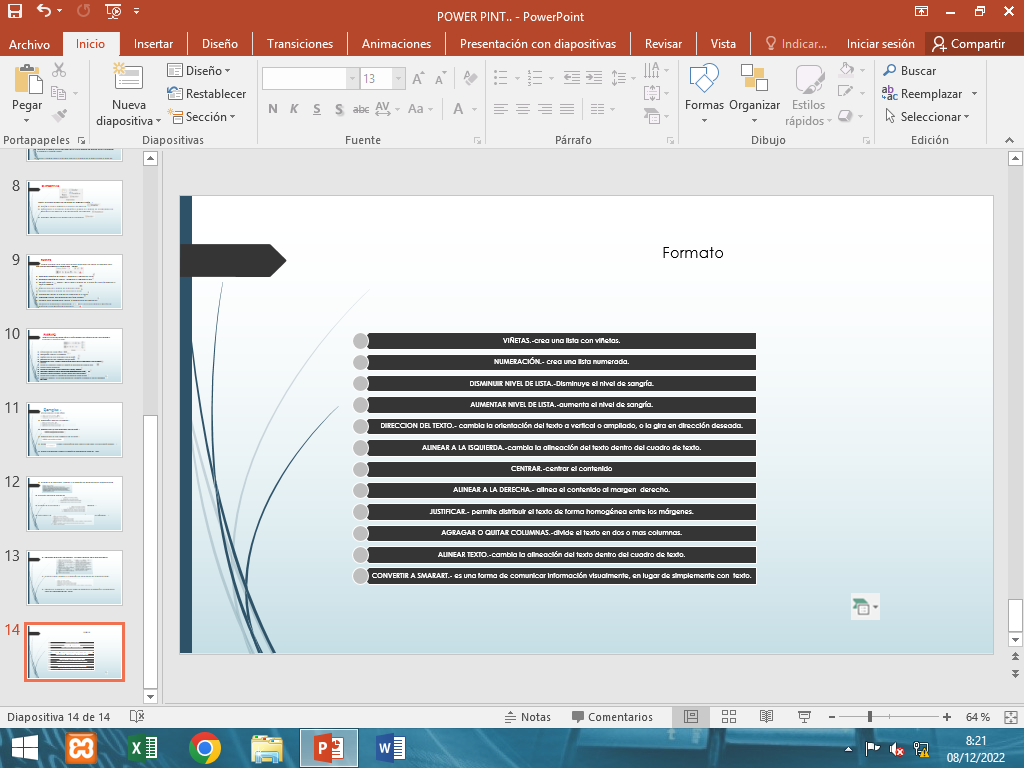 POWER PINT.. - PowerPoint
Archivo Inicio Insertar Diseño Transiciones Animaciones Presentación con diapositivas Revisar Vista Indicar... Iniciar sesión Compartir
Pegar
Nueva diapositiva
Diseño
Restablecer
Sección
13
N K S S abc AV Aa A
Formas
Organizar
Estilos rápidos
Buscar
Reemplazar
Seleccionar
Portapapeles Diapositivas Fuente Párrafo Dibujo Edición
8
9
10
11
12
13
14
Formato
VIÑETAS.-crea una lista con viñetas.
NUMERACIÓN.- crea una lista numerada.
DISMINUIR NIVEL DE LISTA.-Disminuye el nivel de sangría.
AUMENTAR NIVEL DE LISTA.-aumenta el nivel de sangría.
DIRECCION DEL TEXTO.- cambia la orientación del texto a vertical o ampliado, o la gira en dirección deseada.
ALINEAR A LA ISQUIERDA.-cambia la alineación del texto dentro del cuadro de texto.
CENTRAR.-centrar el contenido
ALINEAR A LA DERECHA.- alinea el contenido al margen derecho.
JUSTIFICAR.- permite distribuir el texto de forma homogénea entre los márgenes.
AGRAGAR O QUITAR COLUMNAS.-divide el texto en dos o mas columnas.
ALINEAR TEXTO.-cambia la alineación del texto dentro del cuadro de texto.
CONVERTIR A SMARART.- es una forma de comunicar información visualmente, en lugar de simplemente con texto.
Diapositiva 14 de 14 Notas Comentarios 64 %
8:21
08/12/2022